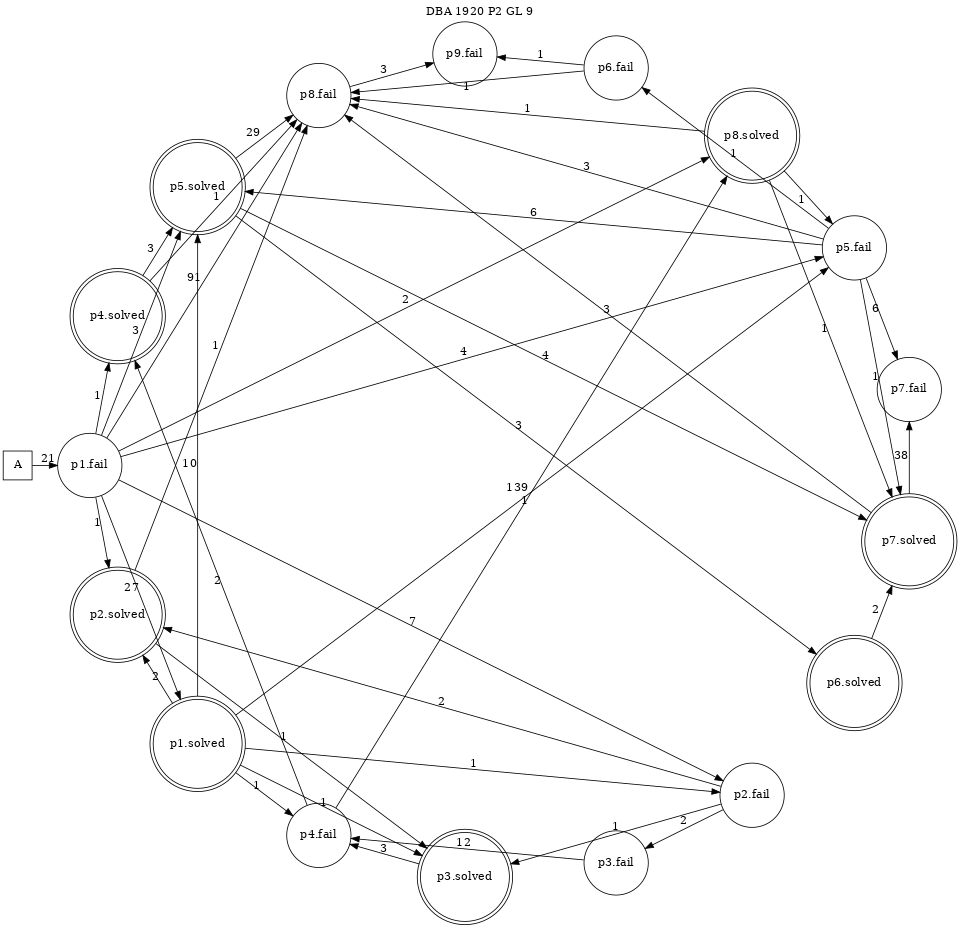 DBA 1920 P2 GL 9
p9.fail
1
p6.fail
3
p8.fail
1
1
p8.solved
29
1
p5.solved
3
1
1
6
p5.fail
3
p4.solved
91
2
3
6
3
1
1
4
4
1
p7.fail
1
3
A
21
p1.fail
10
139
38
1
1
p7.solved
27
2
2
p2.solved
7
p6.solved
2
2
1
p1.solved
1
1
p2.fail
1
1
2
p4.fail
12
3
p3.fail
p3.solved